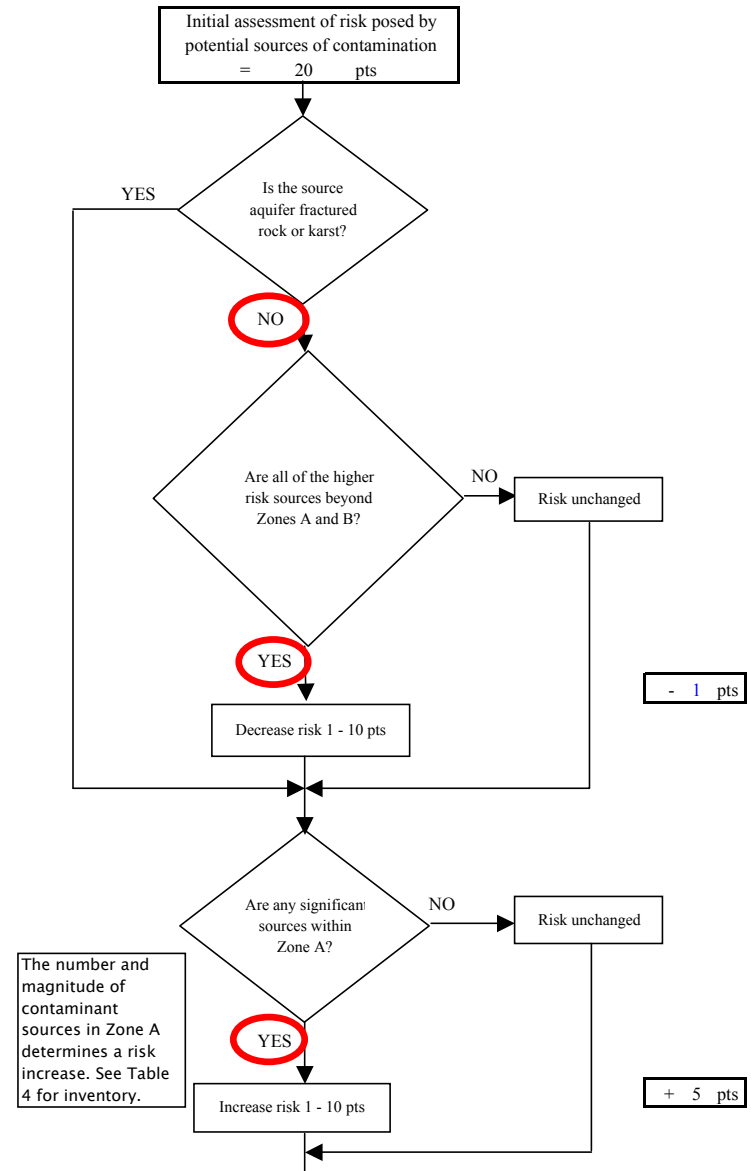 Initial assessment of risk posed by
potential sources of contamination
= 20 pts
YES
Is the source
aquifer fractured
rock or karst?
NO
Are all of the higher
risk sources beyond
Zones A and B?
NO
Risk unchanged
YES
- 1 pts
Decrease risk 1 - 10 pts
Are any significant
sources within
Zone A?
NO
Risk unchanged
The number and
magnitude of
contaminant
sources in Zone A
determines a risk
increase. See Table
4 for inventory.
YES
Increase risk 1 - 10 pts
+ 5 pts